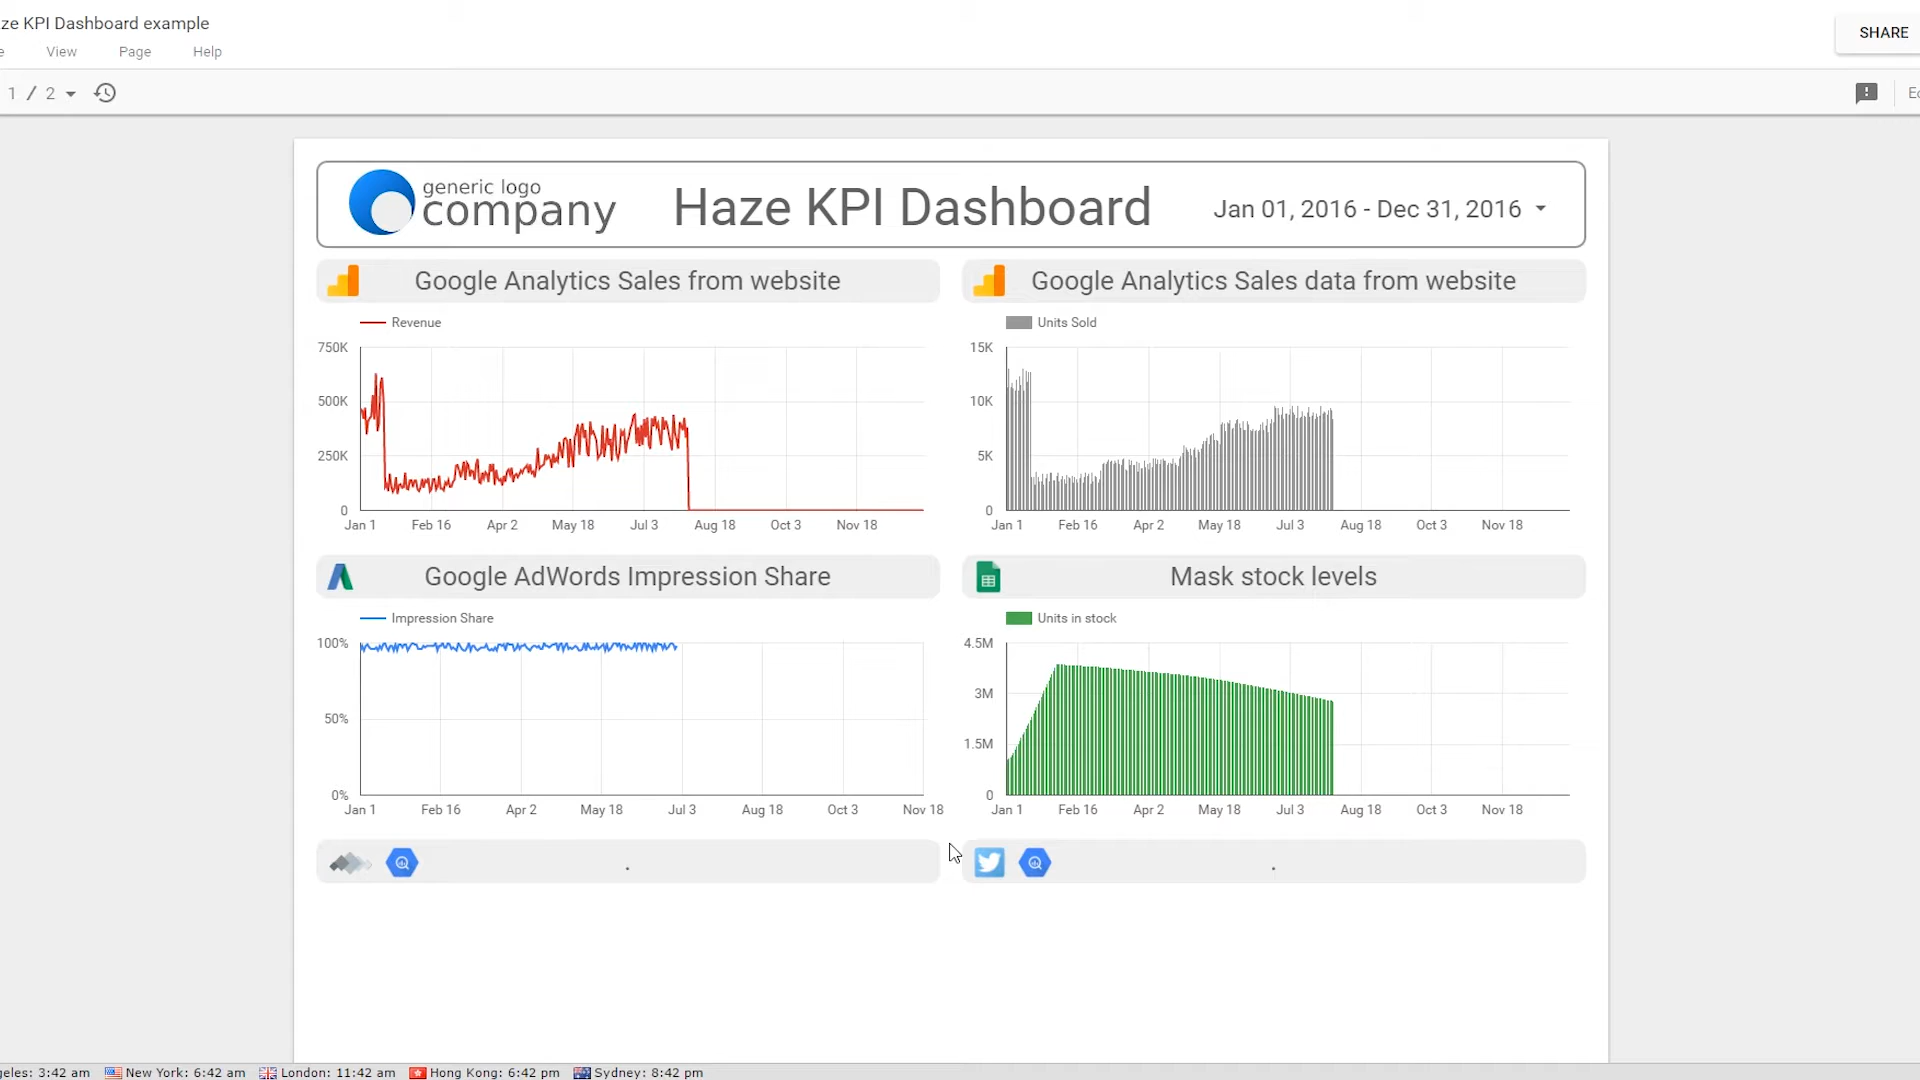 ze KPI Dashboard example
SHARE
e View Page Help
1 / 2
generic logo
company
Haze KPI Dashboard
Jan 01, 2016 - Dec 31, 2016
Google Analytics Sales from website
Revenue
750K
500K
250K
0
Jan 1 Feb 16 Apr 2 May 18 Jul 3 Aug 18 Oct 3 Nov 18
Google Analytics Sales data from website
Units Sold
15K
10K
5K
0
Jan 1 Feb 16 Apr 2 May 18 Jul 3 Aug 18 Oct 3 Nov 18
Google AdWords Impression Share
Impression Share
100%
50%
0%
Jan 1 Feb 16 Apr 2 May 18 Jul 3 Aug 18 Oct 3 Nov 18
Mask stock levels
Units in stock
4.5M
3M
1.5M
0
Jan 1 Feb 16 Apr 2 May 18 Jul 3 Aug 18 Oct 3 Nov 18
.
.
geles: 3:42 am New York: 6:42 am London: 11:42 am Hong Kong: 6:42 pm Sydney: 8:42 pm